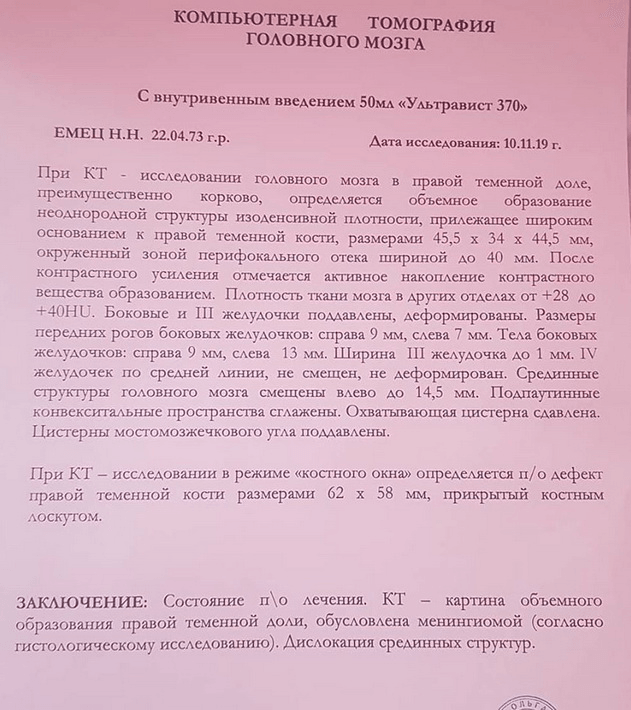 КОМПЬЮТЕРНАЯ ТОМОГРАФИЯ
ГОЛОВНОГО МОЗГА
С внутривенным введением 50мл «Ультравист 370»
ЕМЕЦ Н.Н. 22.04.73 г.р. Дата исследования: 10.11.19 г.
При КТ - исследовании головного мозга в правой теменной доле,
преимущественно корково, определяется объемное образование
неоднородной структуры изоденсивной плотности, прилежащее широким
основанием к правой теменной кости, размерами 45,5 х 34 х 44,5 мм,
окруженный зоной перифокального отека шириной до 40 мм. После
контрастного усиления отмечается активное накопление контрастного
вещества образованием. Плотность ткани мозга в других отделах от +28 до
+40HU. Боковые и III желудочки поддавлены, деформированы. Размеры
передних рогов боковых желудочков: справа 9 мм, слева 7 мм. Тела боковых
желудочков: справа 9 мм, слева 13 мм. Ширина III желудочка до 1 мм. IV
желудочек по средней линии, не смещен, не деформирован. Срединные
структуры головного мозга смещены влево до 14,5 мм. Подпаутинные
конвекситальные пространства сглажены. Охватывающая цистерна сдавлена.
Цистерны мостомозжечкового угла поддавлены.
При КТ – исследовании в режиме «костного окна» определяется п/о дефект
правой теменной кости размерами 62 х 58 мм, прикрытый костным
лоскутом.
ЗАКЛЮЧЕНИЕ: Состояние п\о лечения. КТ – картина объемного
образования правой теменной доли, обусловлена менингиомой (согласно
гистологическому исследованию). Дислокация срединных структур.